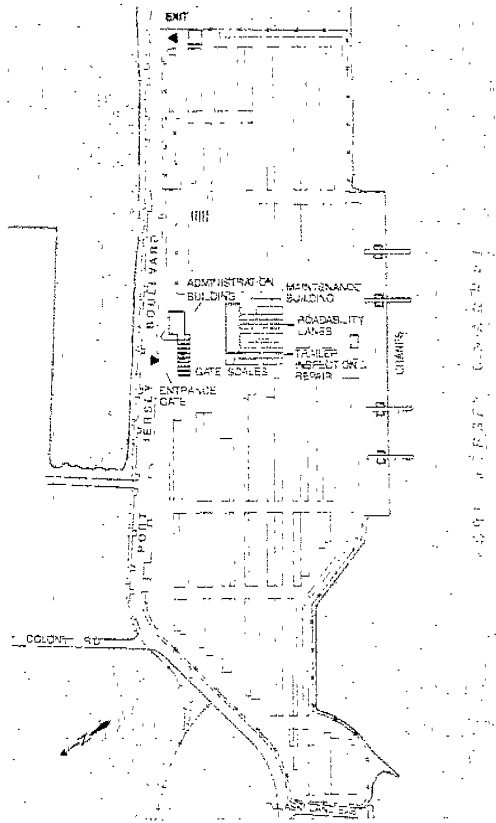 EXIT
ADMINISTRATION
BUILDING
MAINTENANCE
BUILDING
ROADABILITY
LANES
TRAILER
INSPECTION &
REPAIR
GATE SCALES
ENTRANCE
GATE
CRANES
PORT JERSEY BOULEVARD
COLONY RD